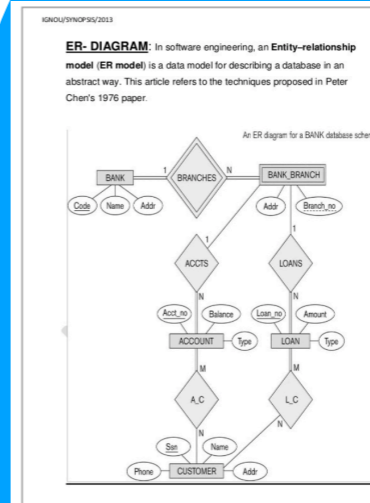 IGNOU/SYNOPSIS/2013
ER- DIAGRAM: In software engineering, an Entity–relationship
model (ER model) is a data model for describing a database in an
abstract way. This article refers to the techniques proposed in Peter
Chen's 1976 paper.
An ER diagram for a BANK database sche
BANK 1 BRANCHES N BANK_BRANCH
Code Name Addr Addr Branch_no
1 1
ACCTS LOANS
N N
Acct_no Balance Loan_no Amount
ACCOUNT Type LOAN Type
M M
A_C L_C
N N
Ssn Name
Phone CUSTOMER Addr